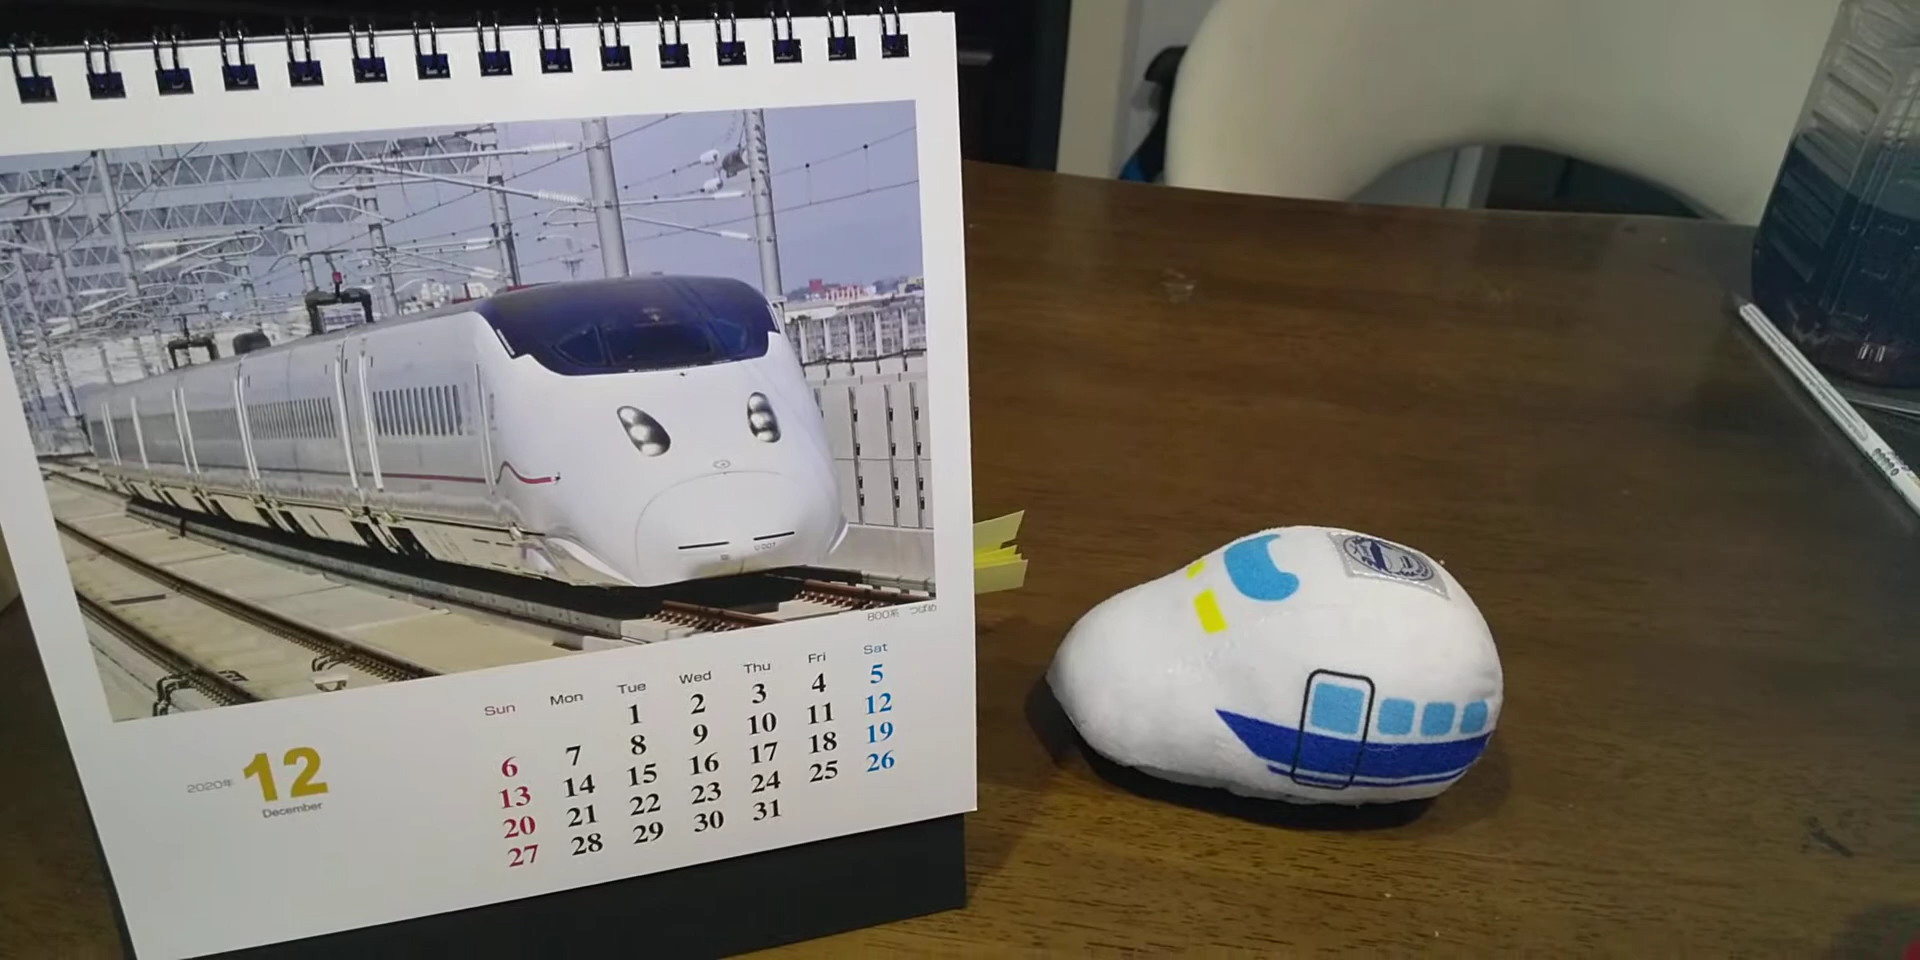 800系 つばめ
2020年 12
December
Sun Mon Tue Wed Thu Fri Sat
1 2 3 4 5
6 7 8 9 10 11 12
13 14 15 16 17 18 19
20 21 22 23 24 25 26
27 28 29 30 31